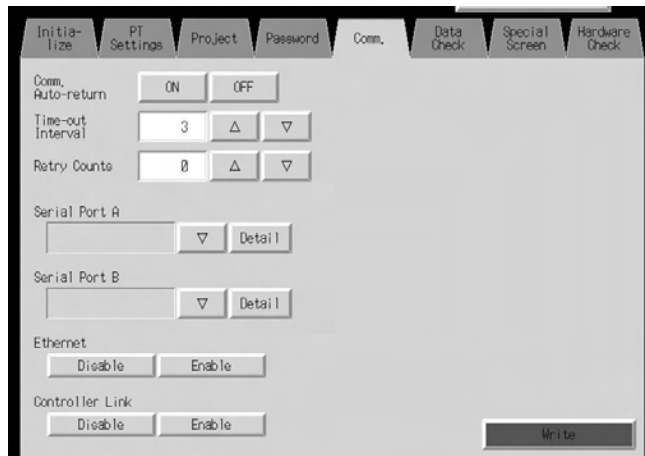 Initia-
lize
PT
Settings
Project
Password
Comm.
Data
Check
Special
Screen
Hardware
Check
Comm.
Auto-return
ON
OFF
Time-out
Interval
3
△
▽
Retry Counts
0
△
▽
Serial Port A
▽
Detail
Serial Port B
▽
Detail
Ethernet
Disable
Enable
Controller Link
Disable
Enable
Write